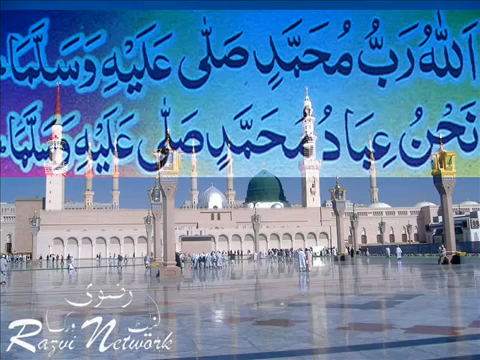 اَللّٰهُ رَبُّ مُحَمَّدٍ صَلّٰى عَلَيْهِ وَسَلَّمَا
نَحْنُ عِبَادُ مُحَمَّدٍ صَلّٰى عَلَيْهِ وَسَلَّمَا
رضوی
Razvi Network